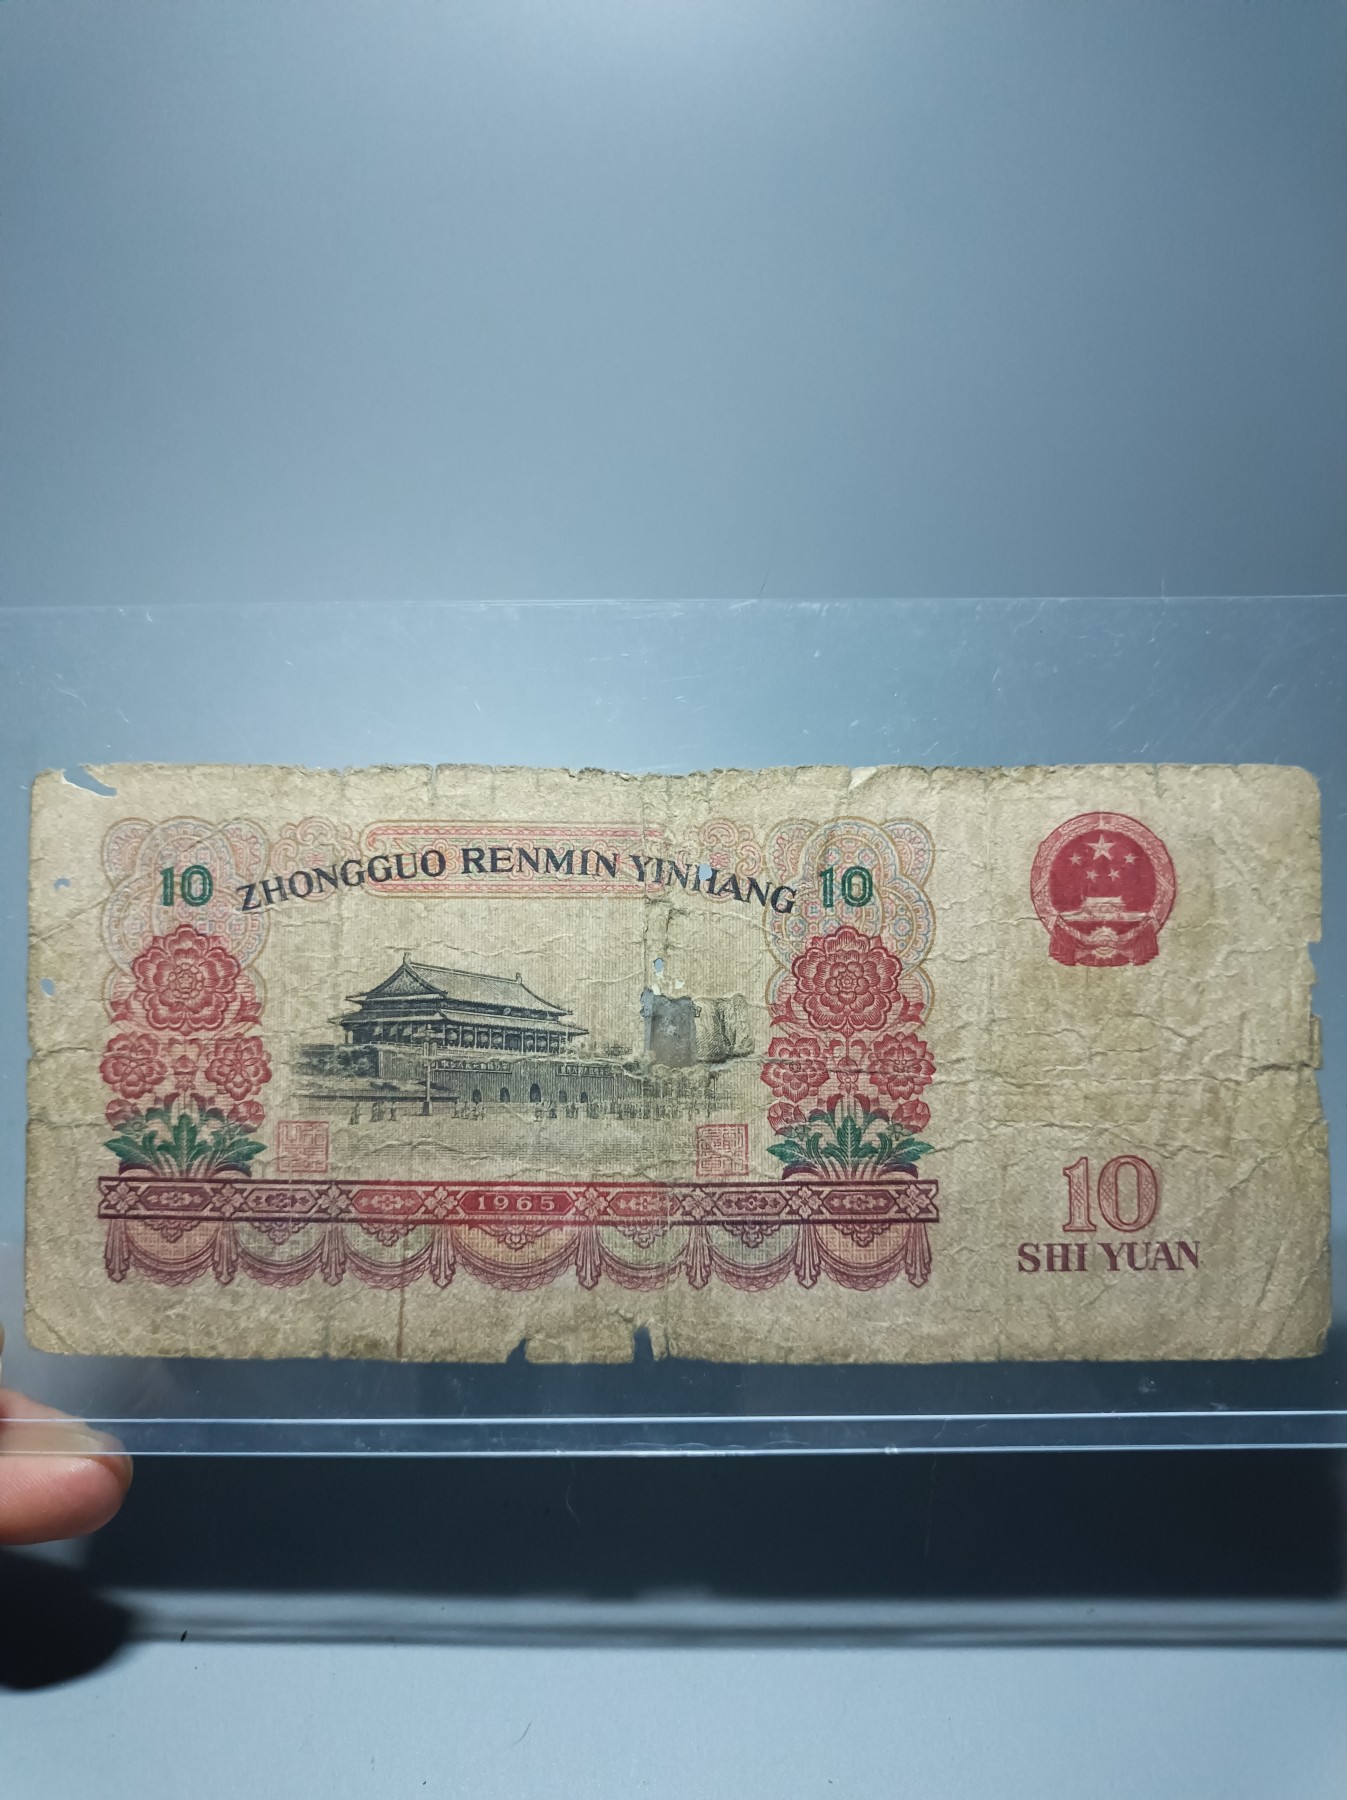 10 ZHONGGUO RENMIN YINHANG 10
1965
10
SHI YUAN